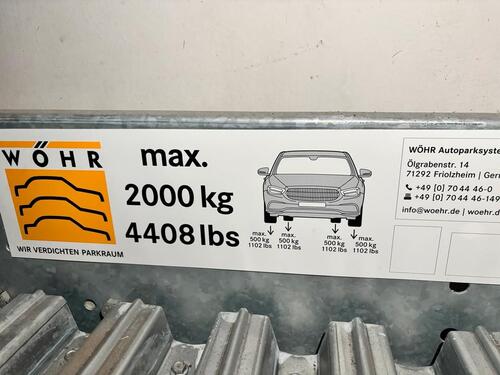 WÖHR
WIR VERDICHTEN PARKRAUM
max.
2000 kg
4408 lbs
max.
500 kg
1102 lbs
max.
500 kg
1102 lbs
max.
500 kg
1102 lbs
max.
500 kg
1102 lbs
WÖHR Autoparksyste
Ölgrabenstr. 14
71292 Friolzheim | Ger
+49 [0] 70 44 46-0
+49 [0] 70 44 46-149
info@woehr.de | woehr.d